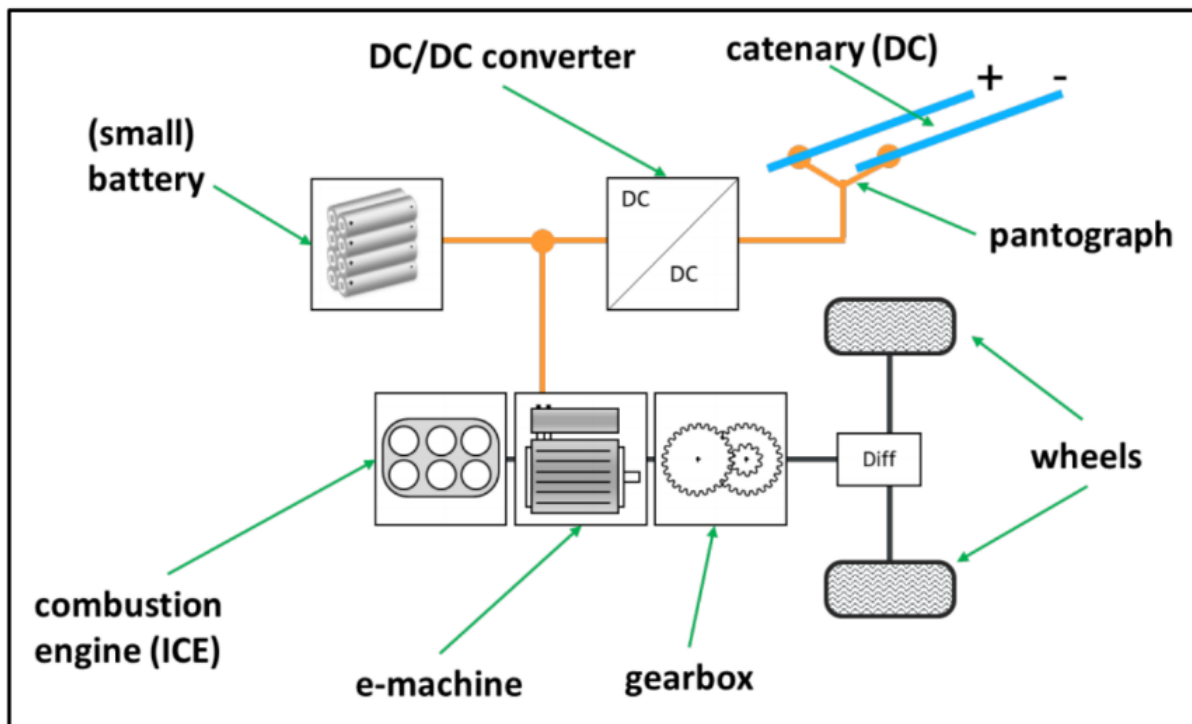 DC/DC converter
catenary (DC)
+ -
(small)
battery
DC
DC
pantograph
Diff
wheels
combustion
engine (ICE)
e-machine
gearbox